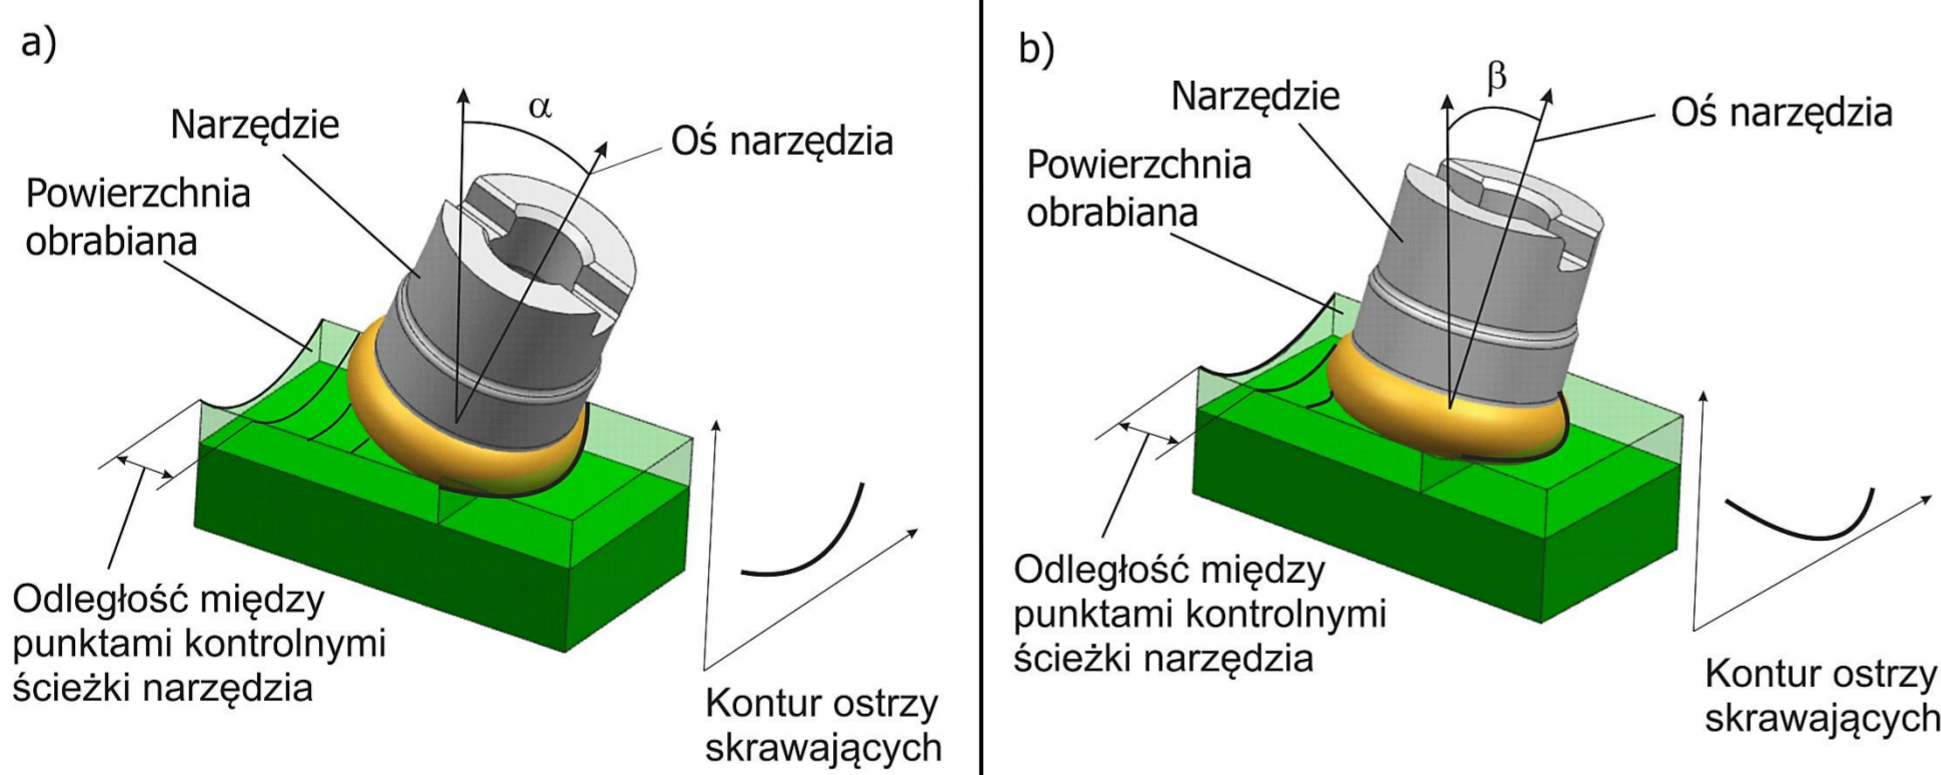 a)
α
Narzędzie
Oś narzędzia
Powierzchnia
obrabiana
Odległość między
punktami kontrolnymi
ścieżki narzędzia
Kontur ostrzy
skrawających
b)
β
Narzędzie
Oś narzędzia
Powierzchnia
obrabiana
Odległość między
punktami kontrolnymi
ścieżki narzędzia
Kontur ostrzy
skrawających